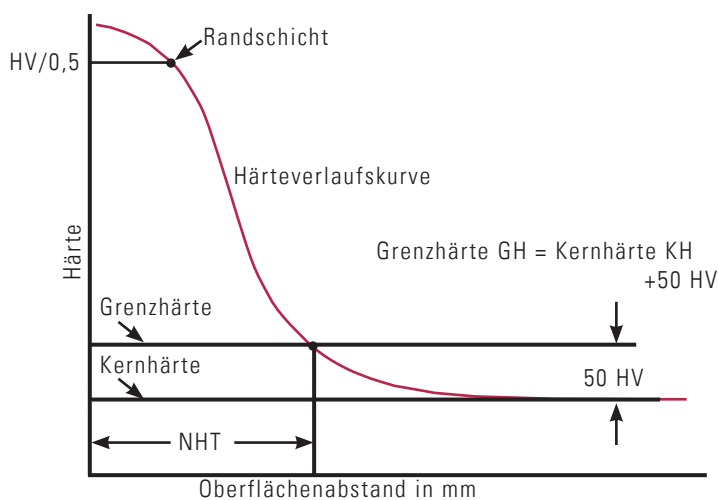 Randschicht
HV/0,5
Härteverlaufskurve
Härte
Grenzhärte GH = Kernhärte KH
+50 HV
Grenzhärte
Kernhärte
50 HV
NHT
Oberflächenabstand in mm